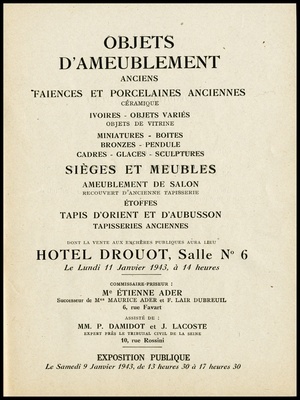 OBJETS
D'AMEUBLEMENT
ANCIENS
FAIENCES ET PORCELAINES ANCIENNES
CÉRAMIQUE
IVOIRES - OBJETS VARIÉS
OBJETS DE VITRINE
MINIATURES - BOITES
BRONZES - PENDULE
CADRES - GLACES - SCULPTURES
SIÈGES ET MEUBLES
AMEUBLEMENT DE SALON
RECOUVERT D'ANCIENNE TAPISSERIE
ÉTOFFES
TAPIS D'ORIENT ET D'AUBUSSON
TAPISSERIES ANCIENNES
DONT LA VENTE AUX ENCHÈRES PUBLIQUES AURA LIEU
HOTEL DROUOT, Salle Nº 6
Le Lundi 11 Janvier 1943, à 14 heures
COMMISSAIRE-PRISEUR :
Me ÉTIENNE ADER
Successeur de Mes MAURICE ADER et F. LAIR DUBREUIL
6, rue Favart
ASSISTÉ DE :
MM. P. DAMIDOT et J. LACOSTE
EXPERT PRÈS LE TRIBUNAL CIVIL DE LA SEINE
10, rue Rossini
EXPOSITION PUBLIQUE
Le Samedi 9 Janvier 1943, de 13 heures 30 à 17 heures 30